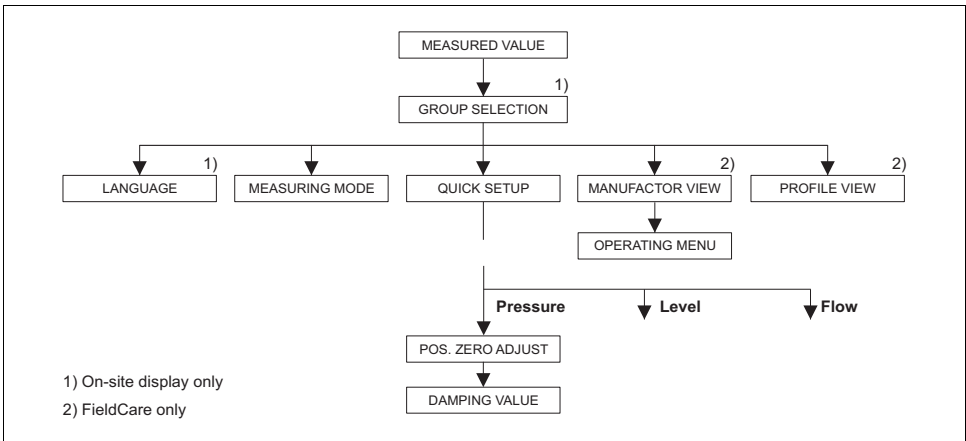 MEASURED VALUE
1)
GROUP SELECTION
1)
2)
2)
LANGUAGE
MEASURING MODE
QUICK SETUP
MANUFACTOR VIEW
PROFILE VIEW
OPERATING MENU
Pressure
Level
Flow
POS. ZERO ADJUST
DAMPING VALUE
1) On-site display only
2) FieldCare only